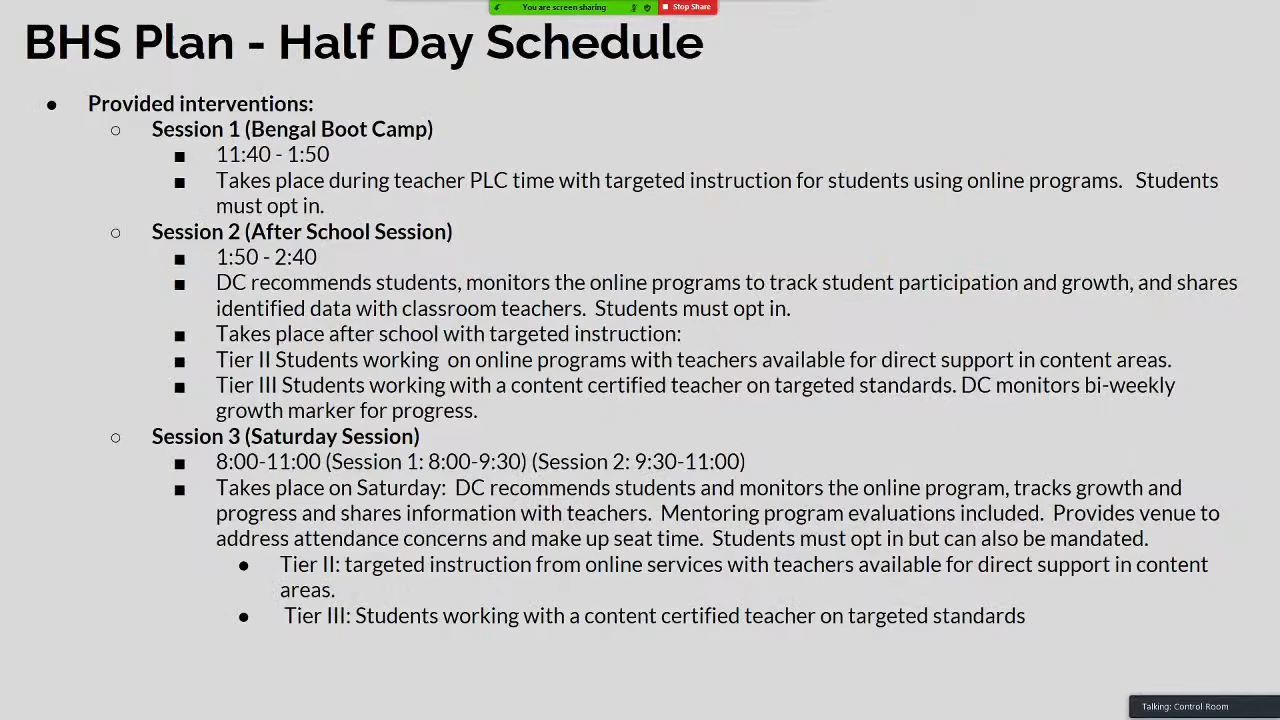 You are screen sharing
Stop Share
BHS Plan - Half Day Schedule
● Provided interventions:
○ Session 1 (Bengal Boot Camp)
■ 11:40 - 1:50
■ Takes place during teacher PLC time with targeted instruction for students using online programs.   Students
must opt in.
○ Session 2 (After School Session)
■ 1:50 - 2:40
■ DC recommends students, monitors the online programs to track student participation and growth, and shares
identified data with classroom teachers.  Students must opt in.
■ Takes place after school with targeted instruction:
■ Tier II Students working  on online programs with teachers available for direct support in content areas.
■ Tier III Students working with a content certified teacher on targeted standards. DC monitors bi-weekly
growth marker for progress.
○ Session 3 (Saturday Session)
■ 8:00-11:00 (Session 1: 8:00-9:30) (Session 2: 9:30-11:00)
■ Takes place on Saturday:  DC recommends students and monitors the online program, tracks growth and
progress and shares information with teachers.  Mentoring program evaluations included.  Provides venue to
address attendance concerns and make up seat time.  Students must opt in but can also be mandated.
● Tier II: targeted instruction from online services with teachers available for direct support in content
areas.
● Tier III: Students working with a content certified teacher on targeted standards
Talking: Control Room